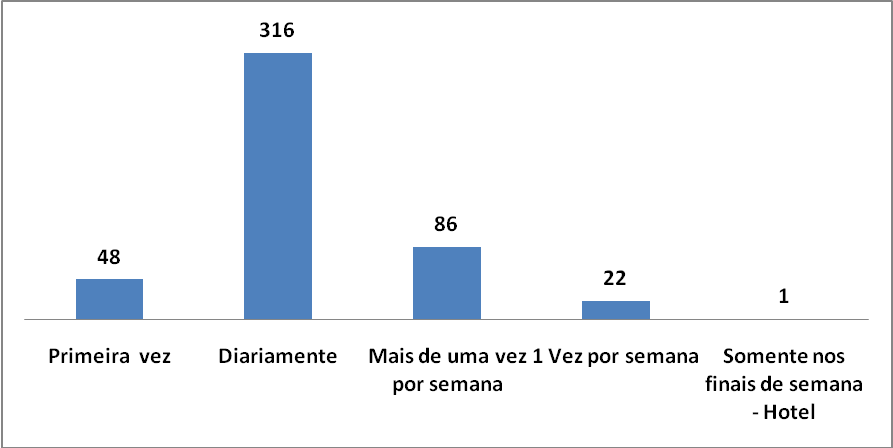 316
86
48
22
1
Primeira vez
Diariamente
Mais de uma vez
por semana
1 Vez por semana
Somente nos
finais de semana
- Hotel